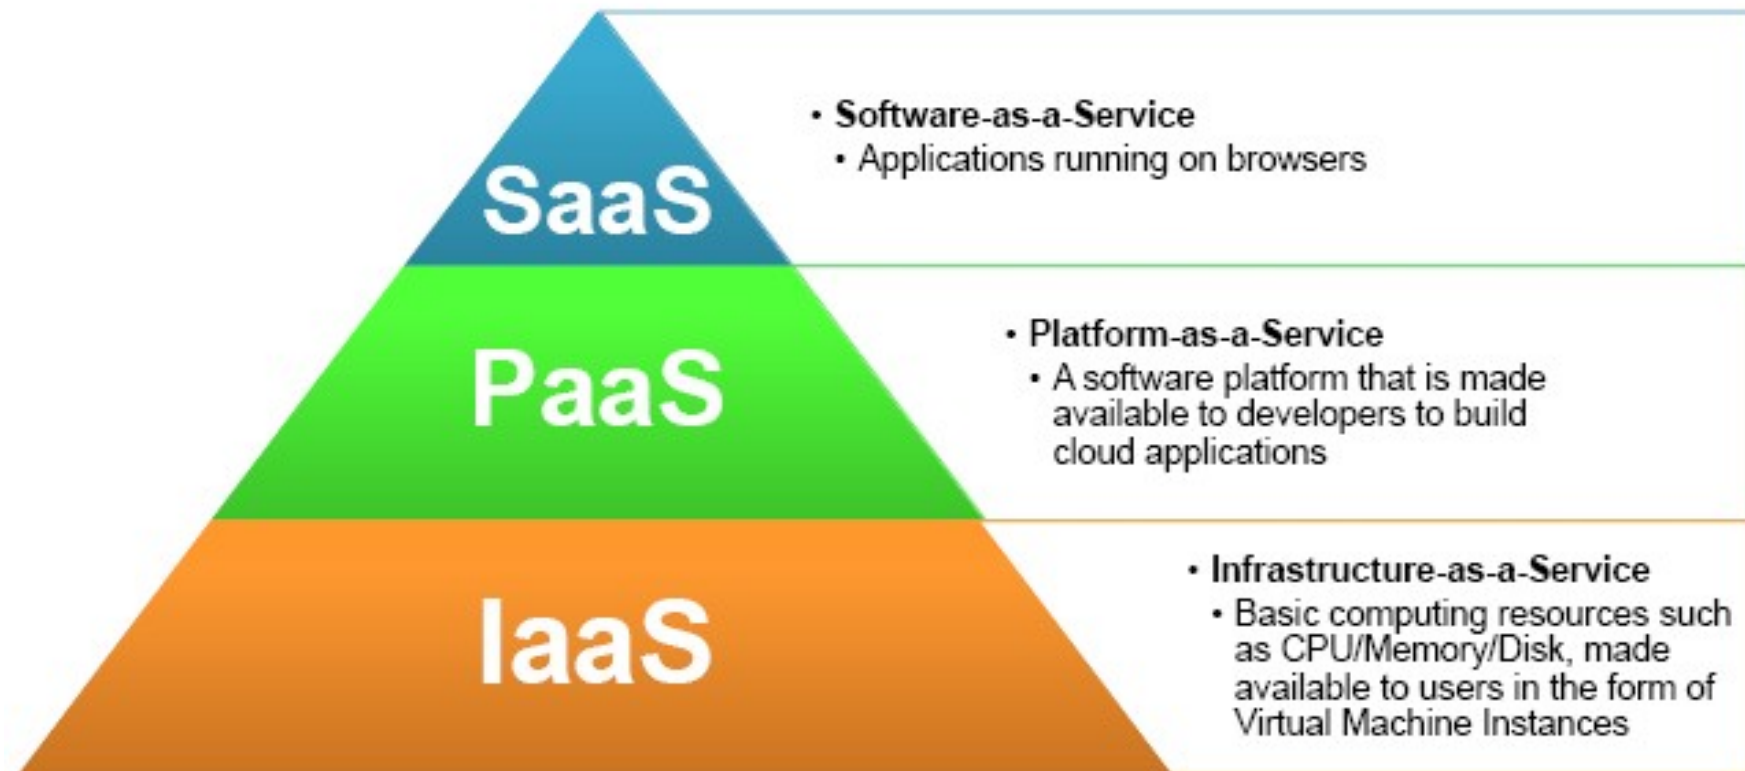 SaaS
• Software-as-a-Service
• Applications running on browsers
PaaS
• Platform-as-a-Service
• A software platform that is made
available to developers to build
cloud applications
IaaS
• Infrastructure-as-a-Service
• Basic computing resources such
as CPU/Memory/Disk, made
available to users in the form of
Virtual Machine Instances